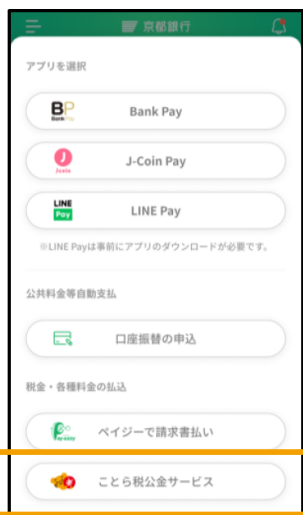 京都銀行
アプリを選択
BP Bank Pay Bank Pay
J J-Coin J-Coin Pay
LINE Pay LINE Pay
※LINE Payは事前にアプリのダウンロードが必要です。
公共料金等自動支払
口座振替の申込
税金・各種料金の払込
Pay-easy ペイジーで請求書払い
ことら税公金サービス